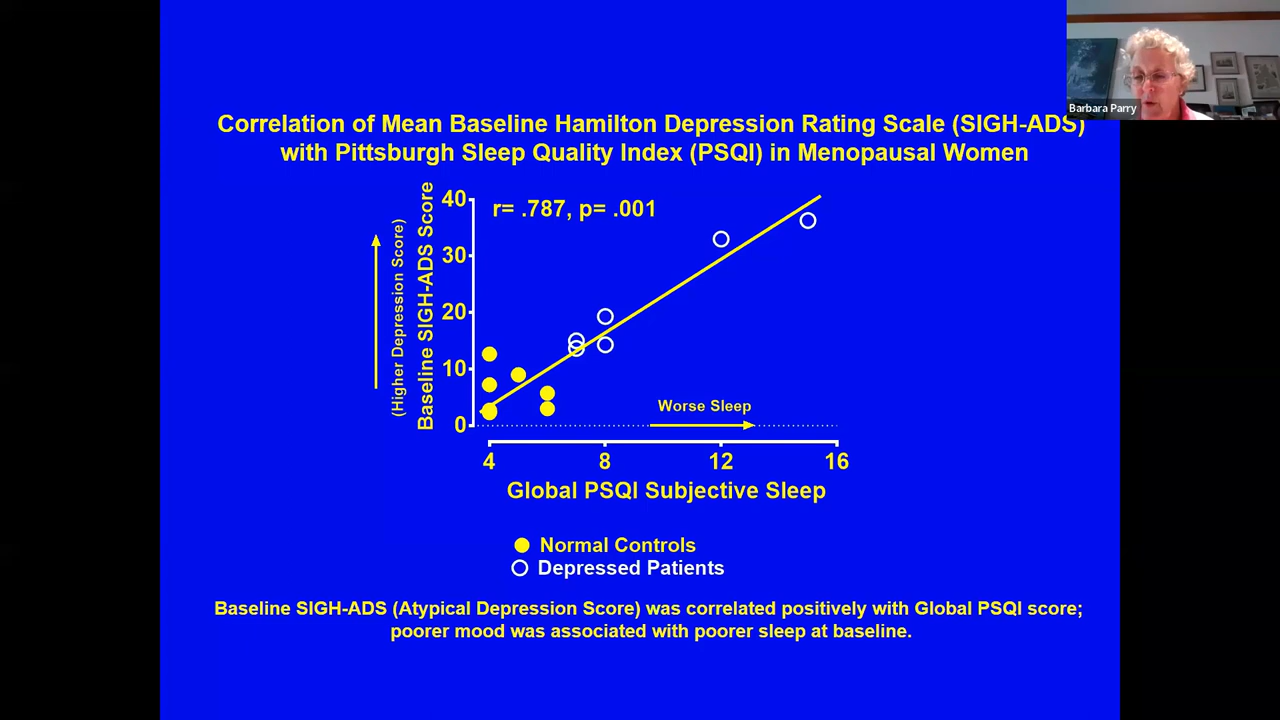 Barbara Parry
Correlation of Mean Baseline Hamilton Depression Rating Scale (SIGH-ADS)
with Pittsburgh Sleep Quality Index (PSQI) in Menopausal Women
r= .787, p= .001
(Higher Depression Score)
Baseline SIGH-ADS Score
40
30
20
10
0
Worse Sleep
4 8 12 16
Global PSQI Subjective Sleep
Normal Controls
Depressed Patients
Baseline SIGH-ADS (Atypical Depression Score) was correlated positively with Global PSQI score;
poorer mood was associated with poorer sleep at baseline.